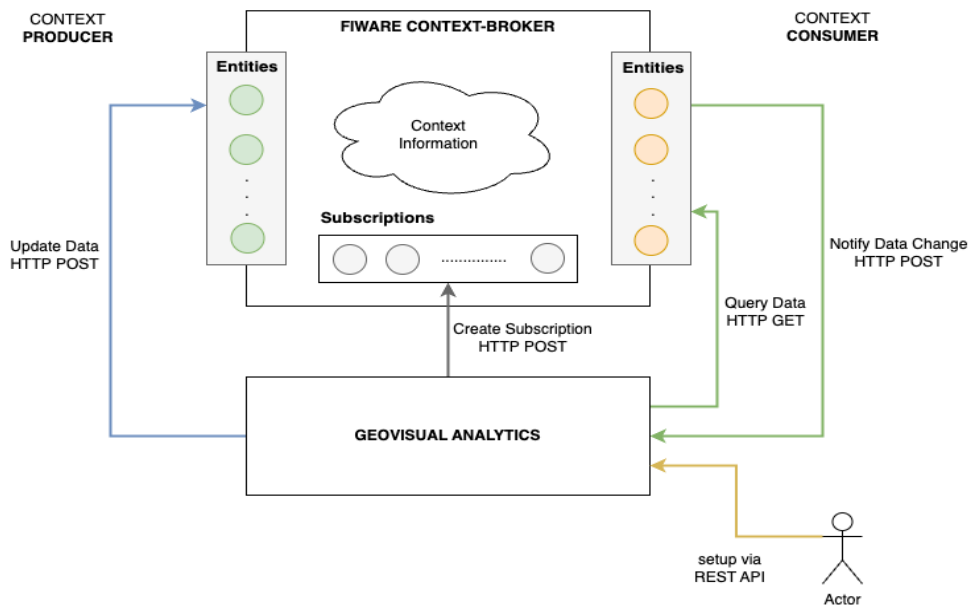 CONTEXT
PRODUCER
FIWARE CONTEXT-BROKER
CONTEXT
CONSUMER
Entities
Entities
Context
Information
Subscriptions
Update Data
HTTP POST
Notify Data Change
HTTP POST
Query Data
HTTP GET
Create Subscription
HTTP POST
GEOVISUAL ANALYTICS
setup via
REST API
Actor